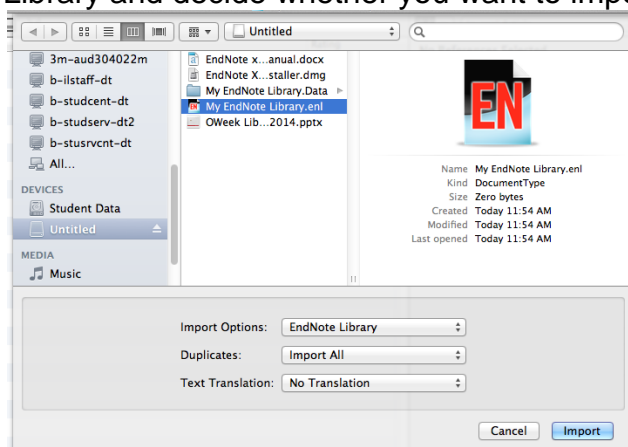 Library and decide whether you want to impo
Untitled
3m-aud304022m
b-ilstaff-dt
b-studcent-dt
b-studserv-dt2
b-stusrvcnt-dt
All...
DEVICES
Student Data
Untitled
MEDIA
Music
EndNote x...anual.docx
EndNote X...staller.dmg
My EndNote Library.Data
My EndNote Library.enl
OWeek Lib...2014.pptx
EN
Name My EndNote Library.enl
Kind DocumentType
Size Zero bytes
Created Today 11:54 AM
Modified Today 11:54 AM
Last opened Today 11:54 AM
Import Options: EndNote Library
Duplicates: Import All
Text Translation: No Translation
Cancel Import